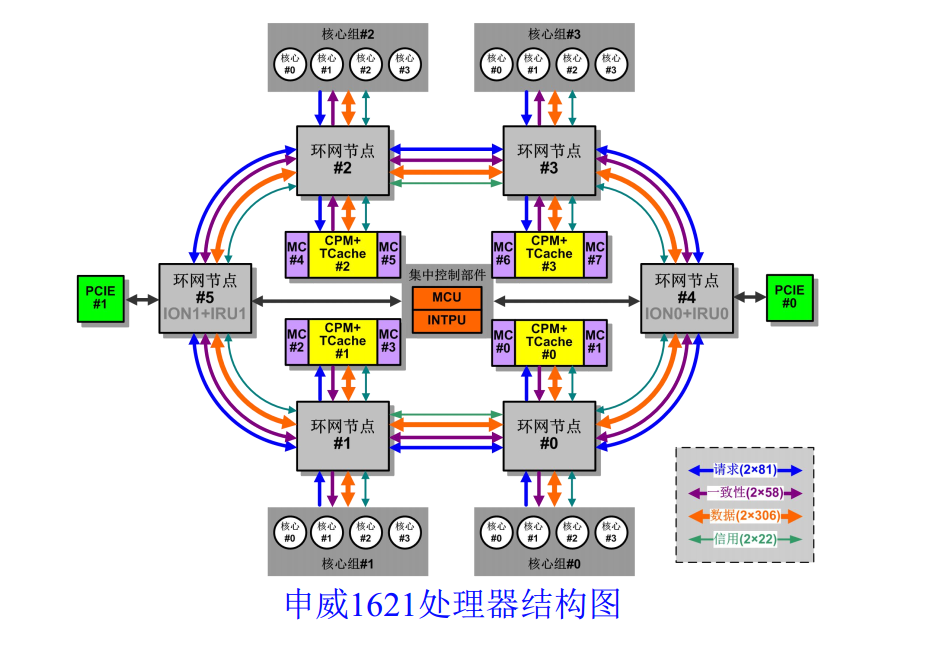 核心组#2
核心
#0
核心
#1
核心
#2
核心
#3
核心组#3
核心
#0
核心
#1
核心
#2
核心
#3
环网节点
#2
环网节点
#3
MC
#4
CPM+
TCache
#2
MC
#5
MC
#6
CPM+
TCache
#3
MC
#7
PCIE
#1
环网节点
#5
ION1+IRU1
集中控制部件
MCU
INTPU
环网节点
#4
ION0+IRU0
PCIE
#0
MC
#2
CPM+
TCache
#1
MC
#3
MC
#0
CPM+
TCache
#0
MC
#1
环网节点
#1
环网节点
#0
核心
#0
核心
#1
核心
#2
核心
#3
核心组#1
核心
#0
核心
#1
核心
#2
核心
#3
核心组#0
请求(2×81)
一致性(2×58)
数据(2×306)
信用(2×22)
申威1621处理器结构图